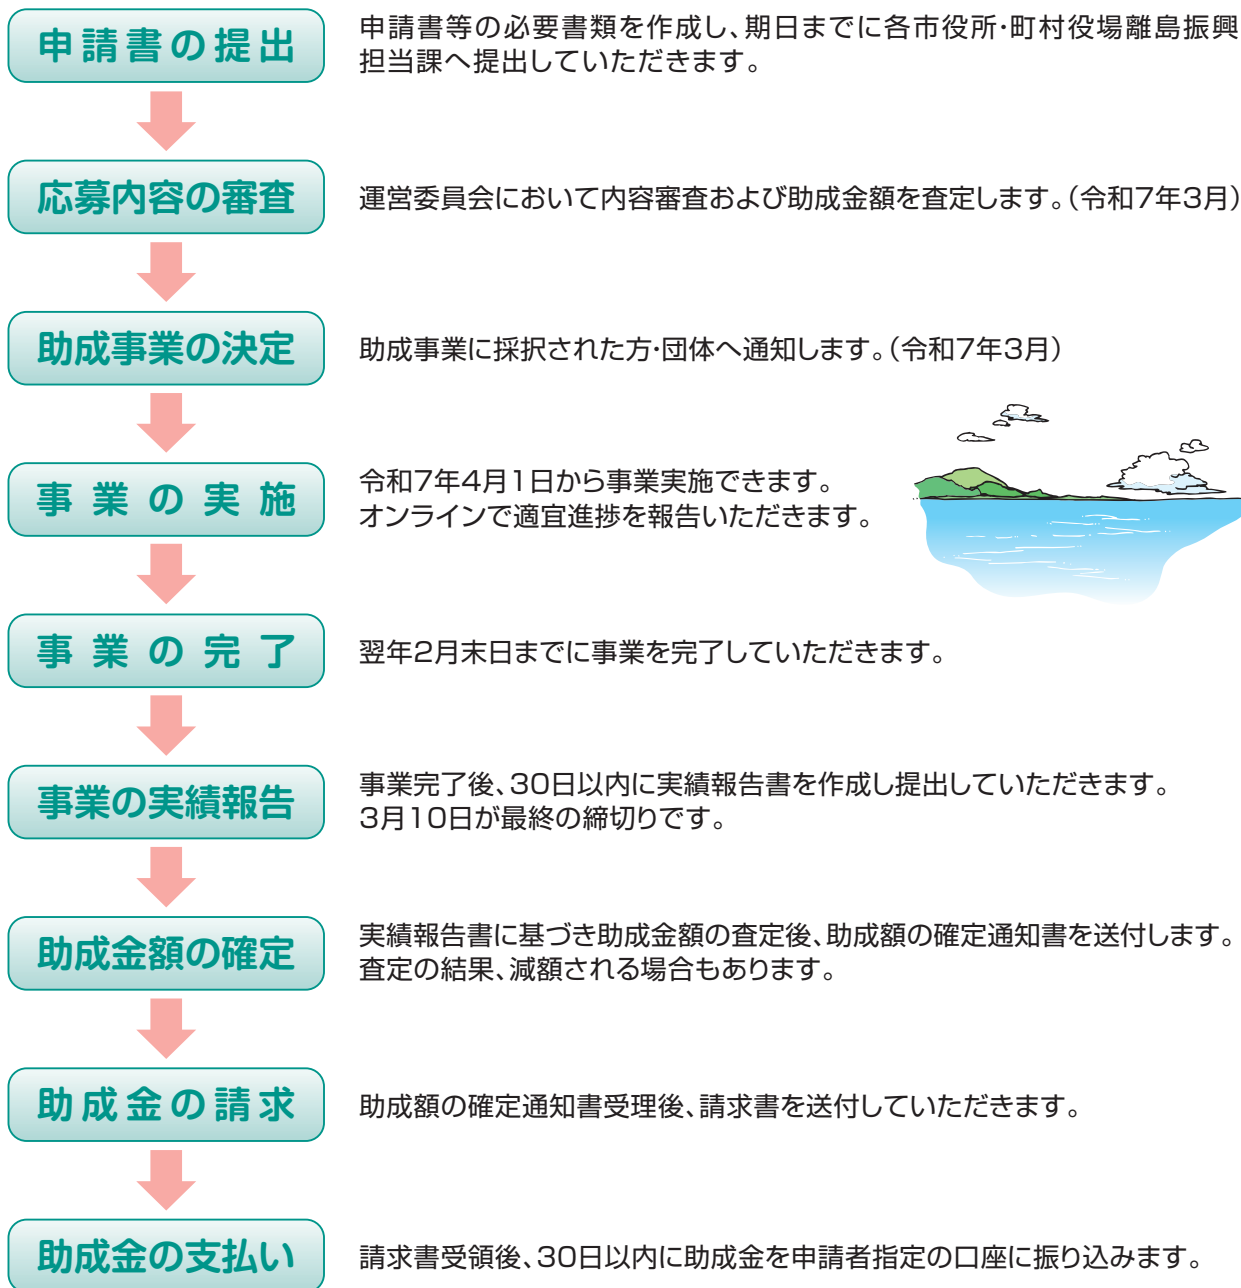 申請書の提出
申請書等の必要書類を作成し、期日までに各市役所・町村役場離島振興
担当課へ提出していただきます。
応募内容の審査
運営委員会において内容審査および助成金額を査定します。（令和7年3月）
助成事業の決定
助成事業に採択された方・団体へ通知します。（令和7年3月）
事業の実施
令和7年4月1日から事業実施できます。
オンラインで適宜進捗を報告いただきます。
事業の完了
翌年2月末日までに事業を完了していただきます。
事業の実績報告
事業完了後、30日以内に実績報告書を作成し提出していただきます。
3月10日が最終の締切りです。
助成金額の確定
実績報告書に基づき助成金額の査定後、助成額の確定通知書を送付します。
査定の結果、減額される場合もあります。
助成金の請求
助成額の確定通知書受理後、請求書を送付していただきます。
助成金の支払い
請求書受領後、30日以内に助成金を申請者指定の口座に振り込みます。